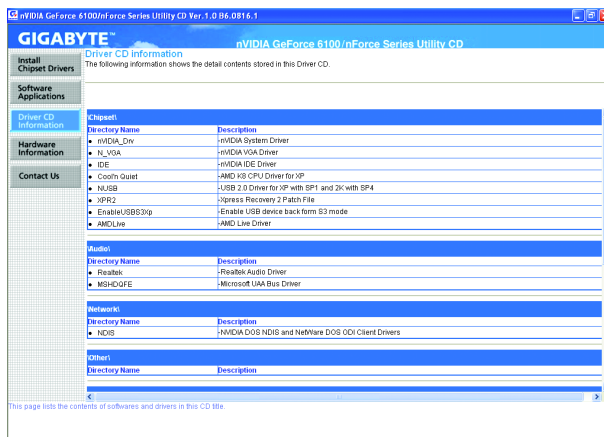 nVIDIA GeForce 6100/nForce Series Utility CD Ver.1.0 B6.0816.1
GIGABYTE™
nVIDIA GeForce 6100/nForce Series Utility CD
Install
Chipset Drivers
Software
Applications
Driver CD
Information
Hardware
Information
Contact Us
Driver CD Information
The following information shows the detail contents stored in this Driver CD.
\Chipset\
Directory Name Description
• nVIDIA_Drv -nVIDIA System Driver
• N_VGA -nVIDIA VGA Driver
• IDE -nVIDIA IDE Driver
• Cool'n Quiet -AMD K8 CPU Driver for XP
• NUSB -USB 2.0 Driver for XP with SP1 and 2K with SP4
• XPR2 -Xpress Recovery 2 Patch File
• EnableUSBS3Xp -Enable USB device back form S3 mode
• AMDLive -AMD Live Driver
\Audio\
Directory Name Description
• Realtek -Realtek Audio Driver
• MSHDQFE -Microsoft UAA Bus Driver
\Network\
Directory Name Description
• NDIS -NVIDIA DOS NDIS and NetWare DOS ODI Client Drivers
\Other\
Directory Name Description
This page lists the contents of softwares and drivers in this CD title.